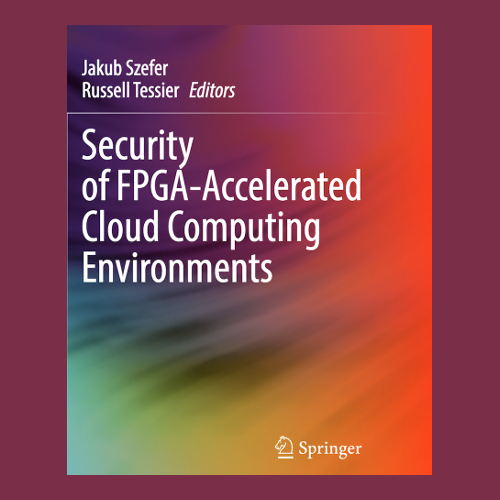 Jakub Szefer
Russell Tessier Editors
Security
of FPGA-Accelerated
Cloud Computing
Environments
Springer